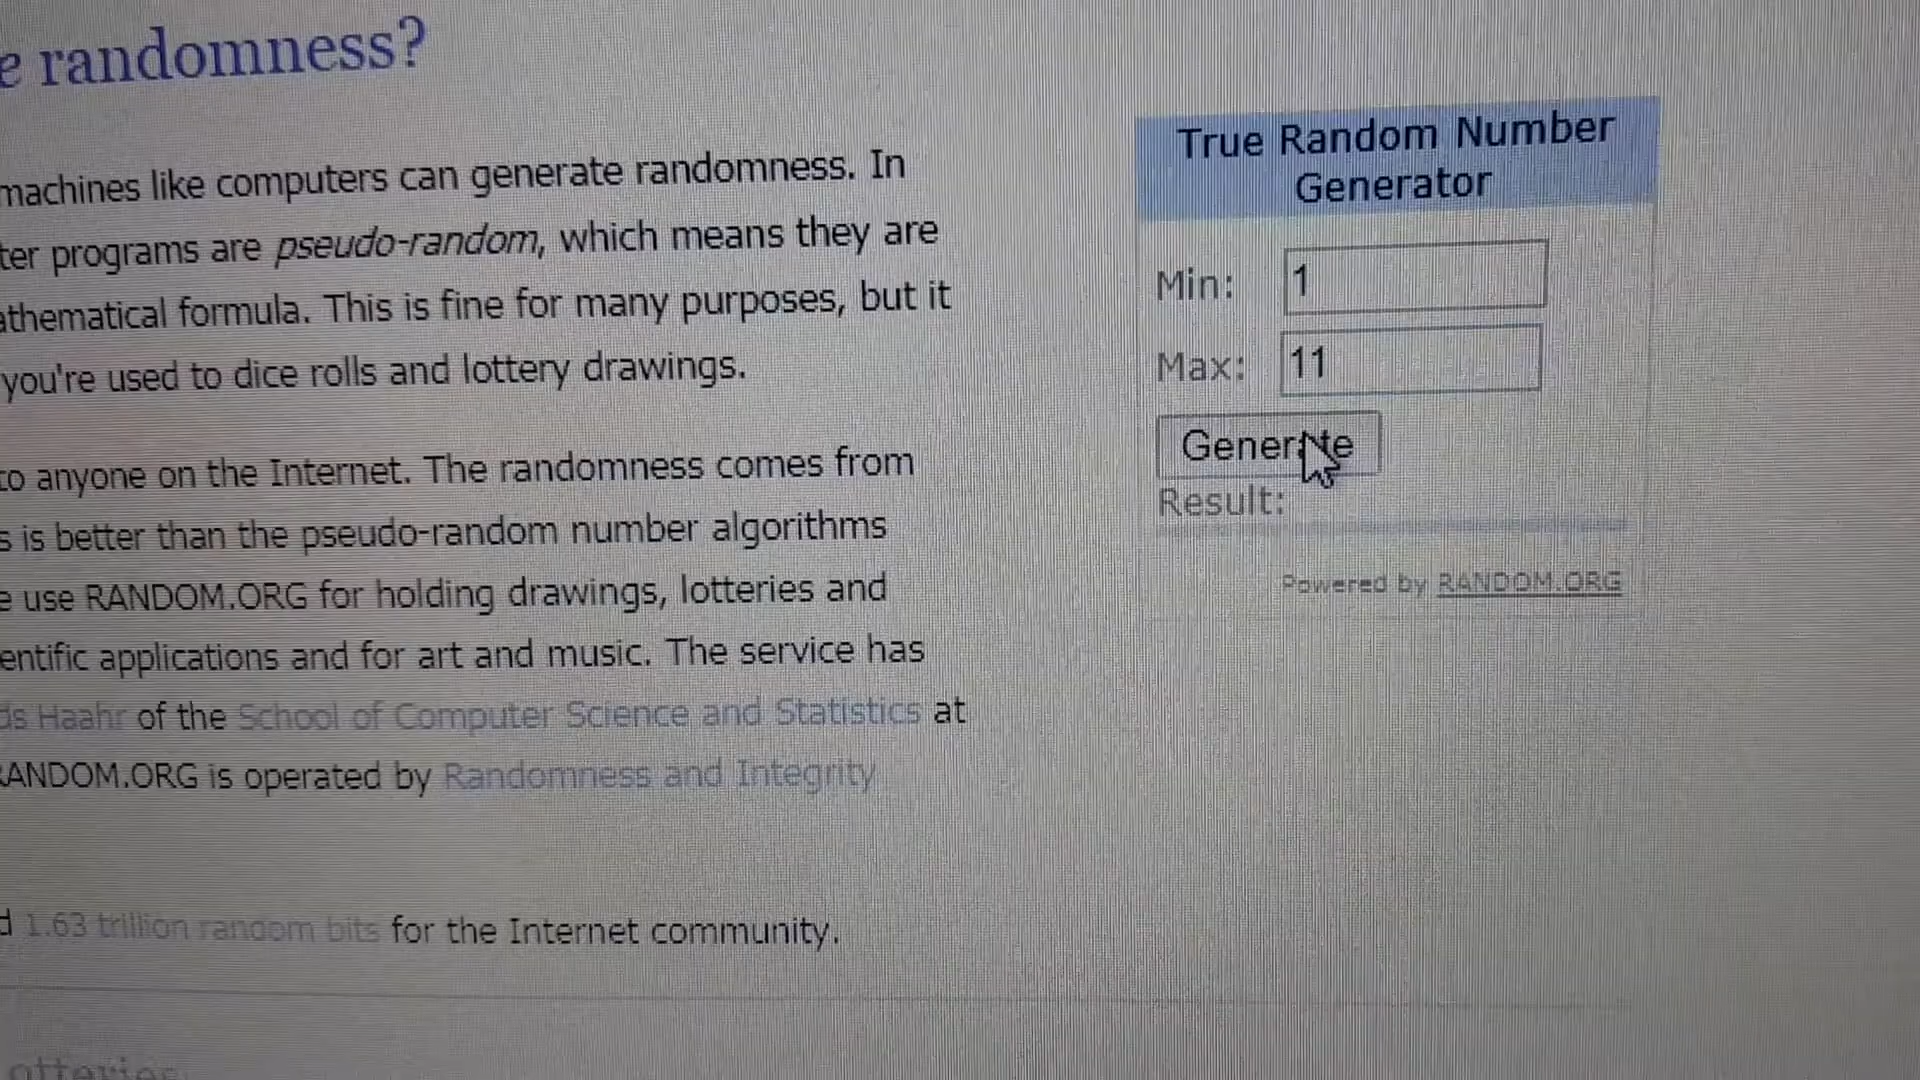 e randomness?
machines like computers can generate randomness. In
ter programs are pseudo-random, which means they are
athematical formula. This is fine for many purposes, but it
you're used to dice rolls and lottery drawings.
to anyone on the Internet. The randomness comes from
s is better than the pseudo-random number algorithms
e use RANDOM.ORG for holding drawings, lotteries and
entific applications and for art and music. The service has
ds Haahr of the School of Computer Science and Statistics at
RANDOM.ORG is operated by Randomness and Integrity
d 1.63 trillion random bits for the Internet community.
True Random Number
Generator
Min: 1
Max: 11
Generate
Result:
Powered by RANDOM.ORG